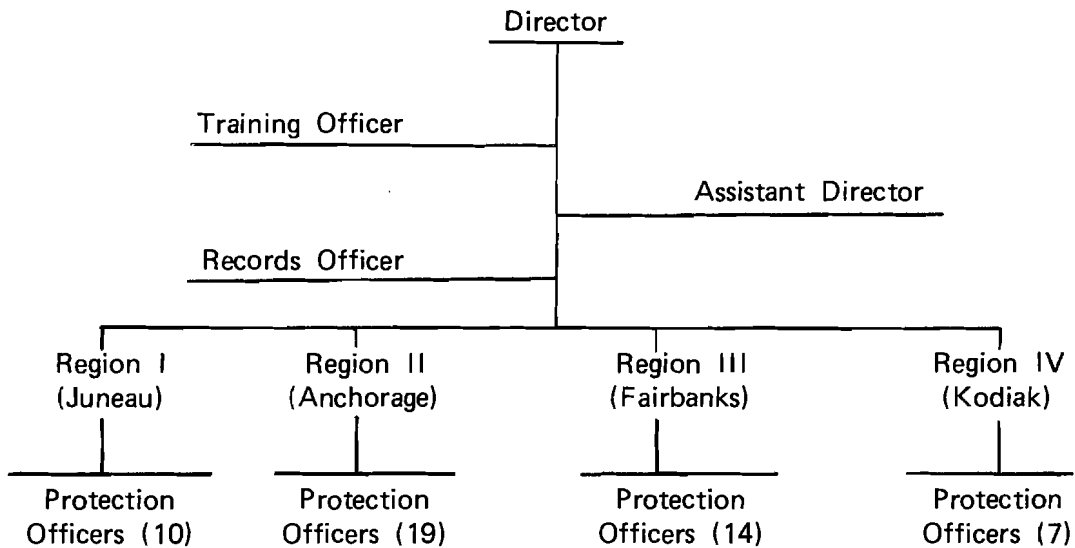 Director
Training Officer
Assistant Director
Records Officer
Region I
(Juneau)
Region II
(Anchorage)
Region III
(Fairbanks)
Region IV
(Kodiak)
Protection
Officers (10)
Protection
Officers (19)
Protection
Officers (14)
Protection
Officers (7)